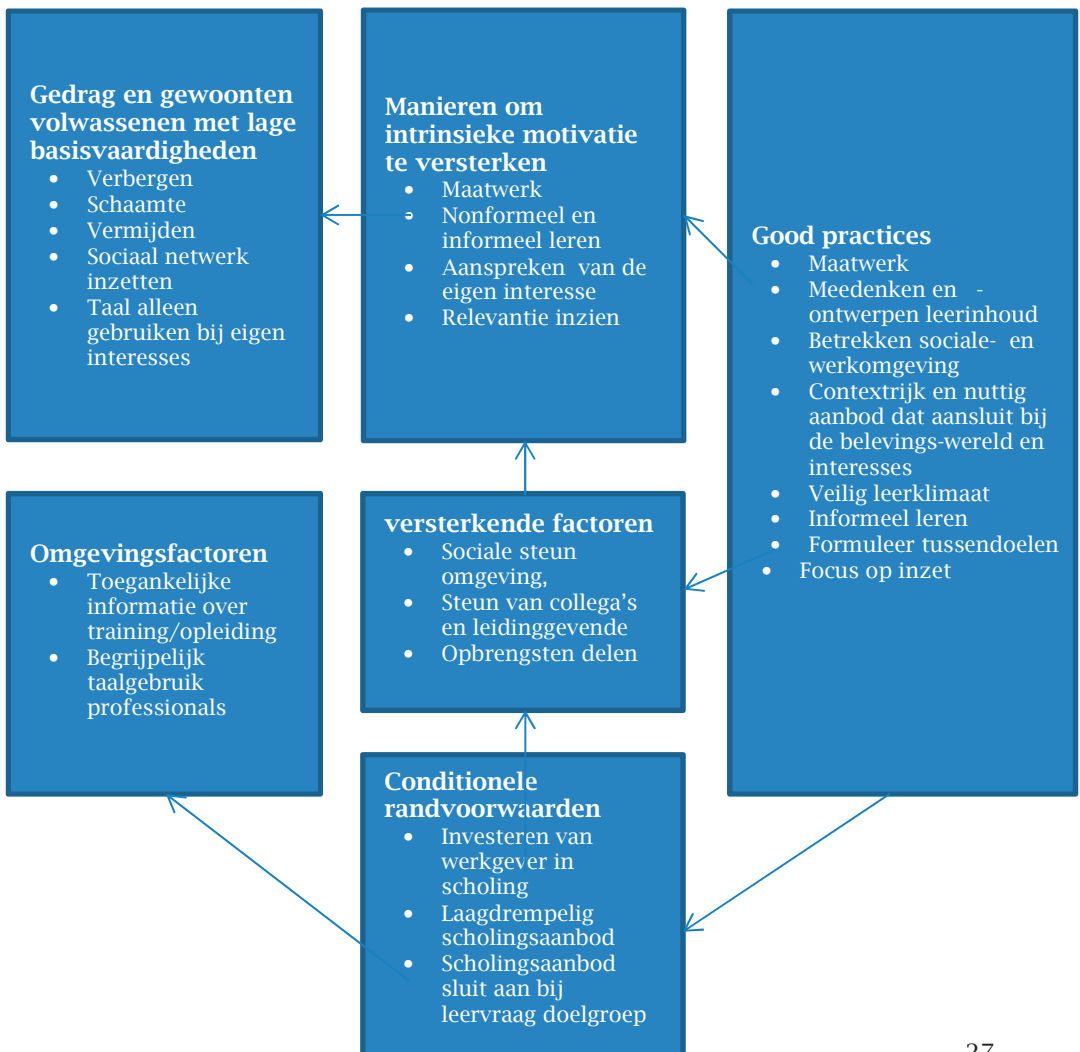 Gedrag en gewoonten
volwassenen met lage
basisvaardigheden
• Verbergen
• Schaamte
• Vermijden
• Sociaal netwerk
inzetten
• Taal alleen
gebruiken bij eigen
interesses
Manieren om
intrinsieke motivatie
te versterken
• Maatwerk
• Nonformeel en
informeel leren
• Aanspreken van de
eigen interesse
• Relevantie inzien
Good practices
• Maatwerk
• Meedenken en -
ontwerpen leerinhoud
• Betrekken sociale- en
werkomgeving
• Contextrijk en nuttig
aanbod dat aansluit bij
de belevings-wereld en
interesses
• Veilig leerklimaat
• Informeel leren
• Formuleer tussendoelen
• Focus op inzet
Omgevingsfactoren
• Toegankelijke
informatie over
training/opleiding
• Begrijpelijk
taalgebruik
professionals
versterkende factoren
• Sociale steun
omgeving,
• Steun van collega's
en leidinggevende
• Opbrengsten delen
Conditionele
randvoorwaarden
• Investeren van
werkgever in
scholing
• Laagdrempelig
scholingsaanbod
• Scholingsaanbod
sluit aan bij
leervraag doelgroep
27